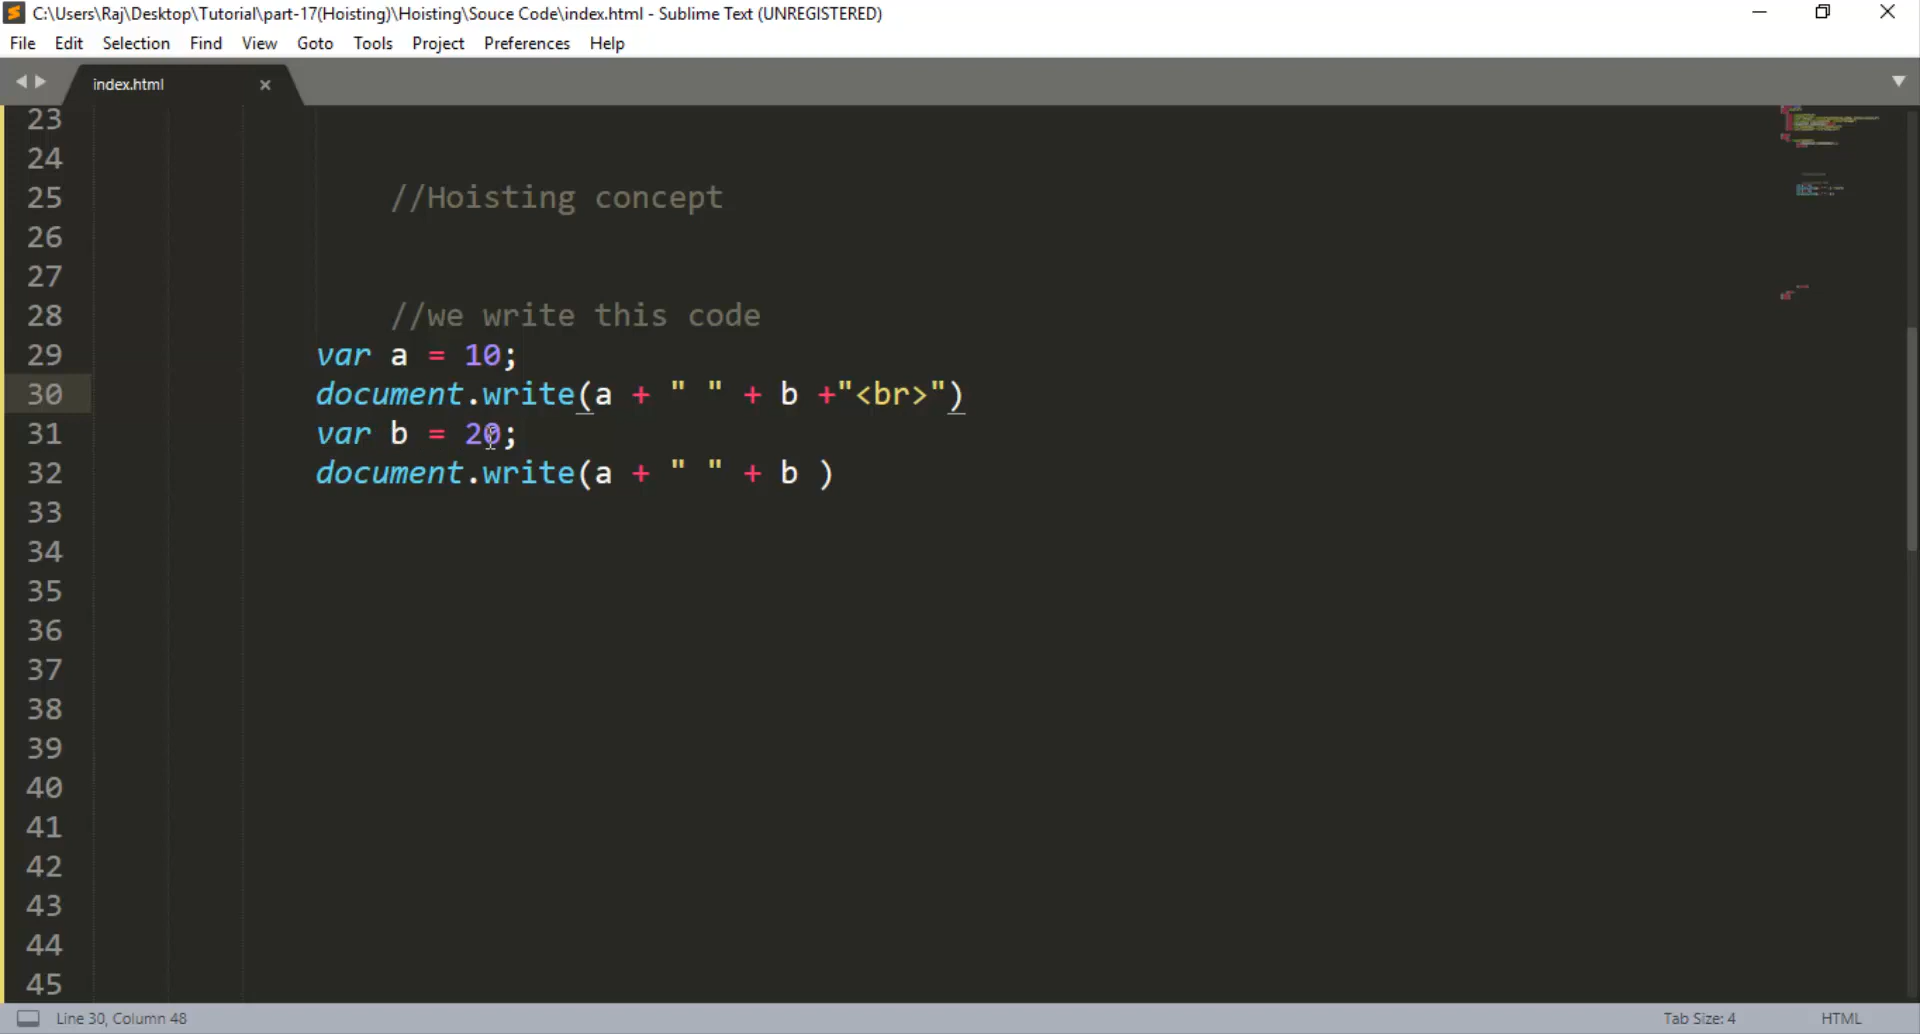 C:\Users\Raj\Desktop\Tutorial\part-17(Hoisting)\Hoisting\Souce Code\index.html - Sublime Text (UNREGISTERED)
File Edit Selection Find View Goto Tools Project Preferences Help
index.html
23
24
25 //Hoisting concept
26
27
28 //we write this code
29 var a = 10;
30 document.write(a + " " + b +"<br>")
31 var b = 20;
32 document.write(a + " " + b )
33
34
35
36
37
38
39
40
41
42
43
44
45
Line 30, Column 48 Tab Size: 4 HTML